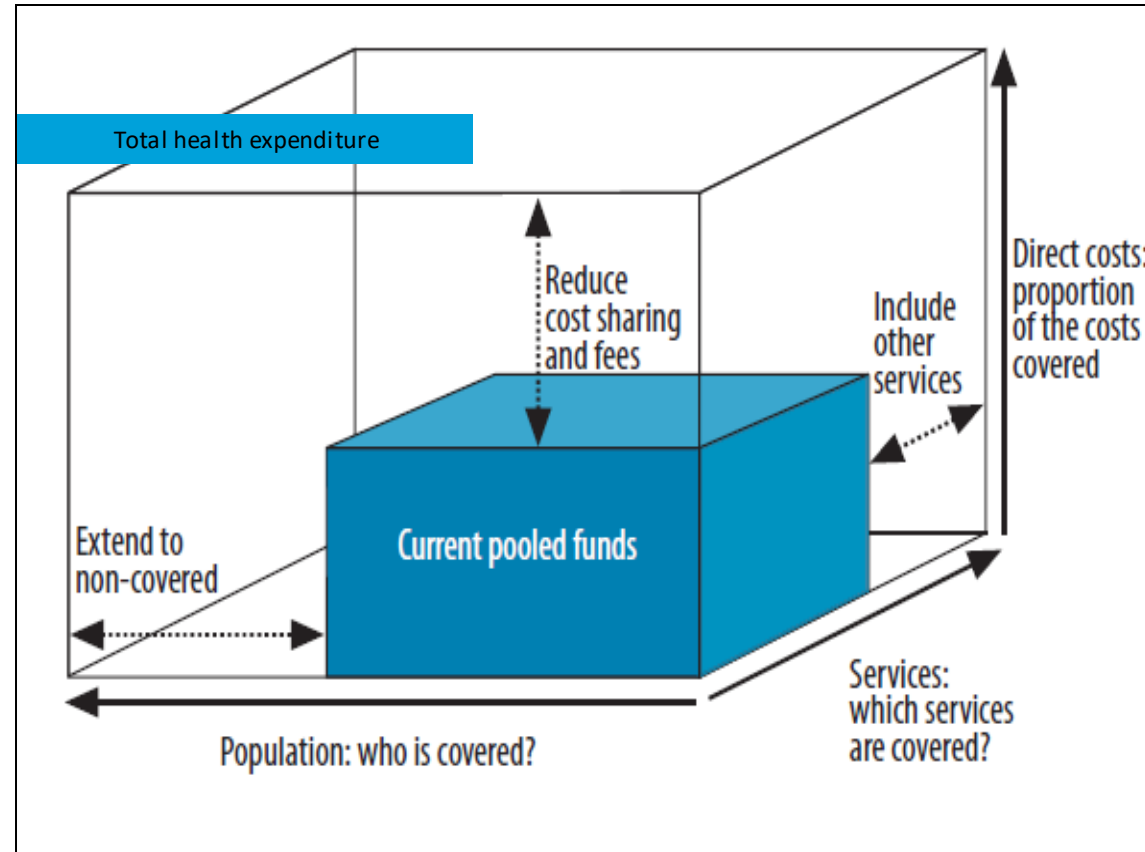 Total health expenditure
Reduce
cost sharing
and fees
Include
other
services
Direct costs:
proportion
of the costs
covered
Extend to
non-covered
Current pooled funds
Services:
which services
are covered?
Population: who is covered?